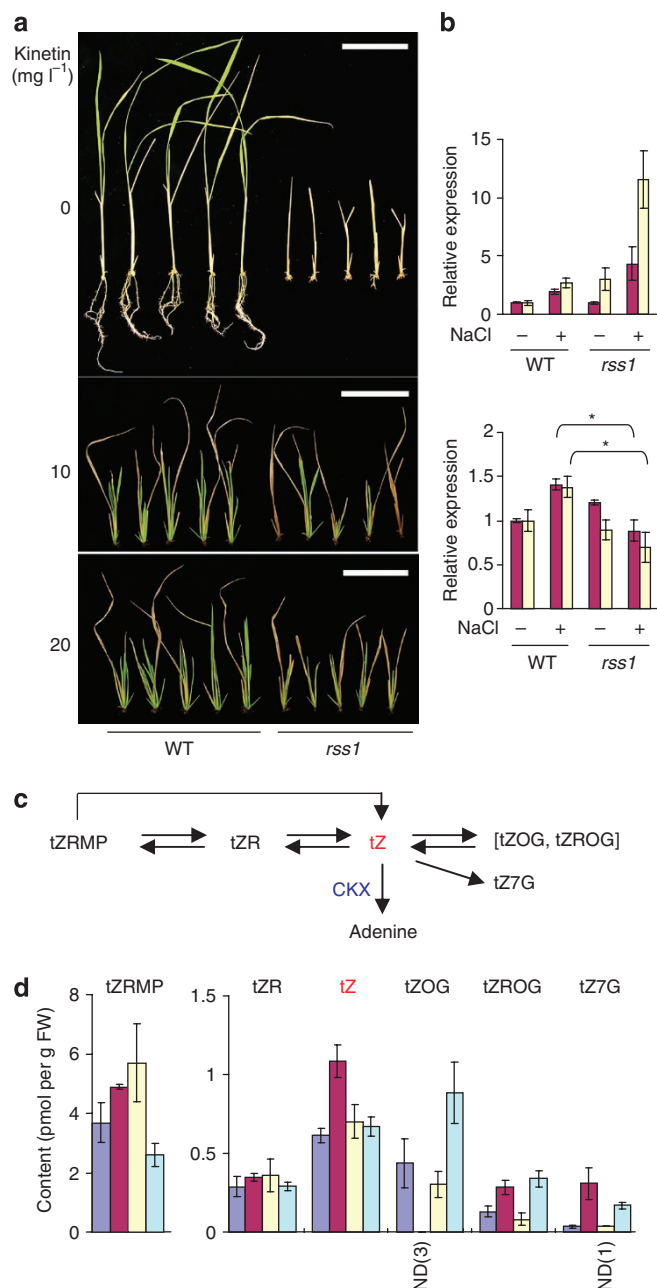 a
Kinetin
(mg l⁻¹)
0
10
20
WT
rss1
b
Relative expression
15
10
5
0
NaCl
– + – +
WT
rss1
* 
*
Relative expression
2
1.5
1
0.5
0
NaCl
– + – +
WT
rss1
c
tZRMP
tZR
tZ
[tZOG, tZROG]
tZ7G
CKX
Adenine
d
tZRMP
tZR
tZ
tZOG
tZROG
tZ7G
Content (pmol per g FW)
8
6
4
2
0
1.5
1
0.5
0
ND(3)
ND(1)